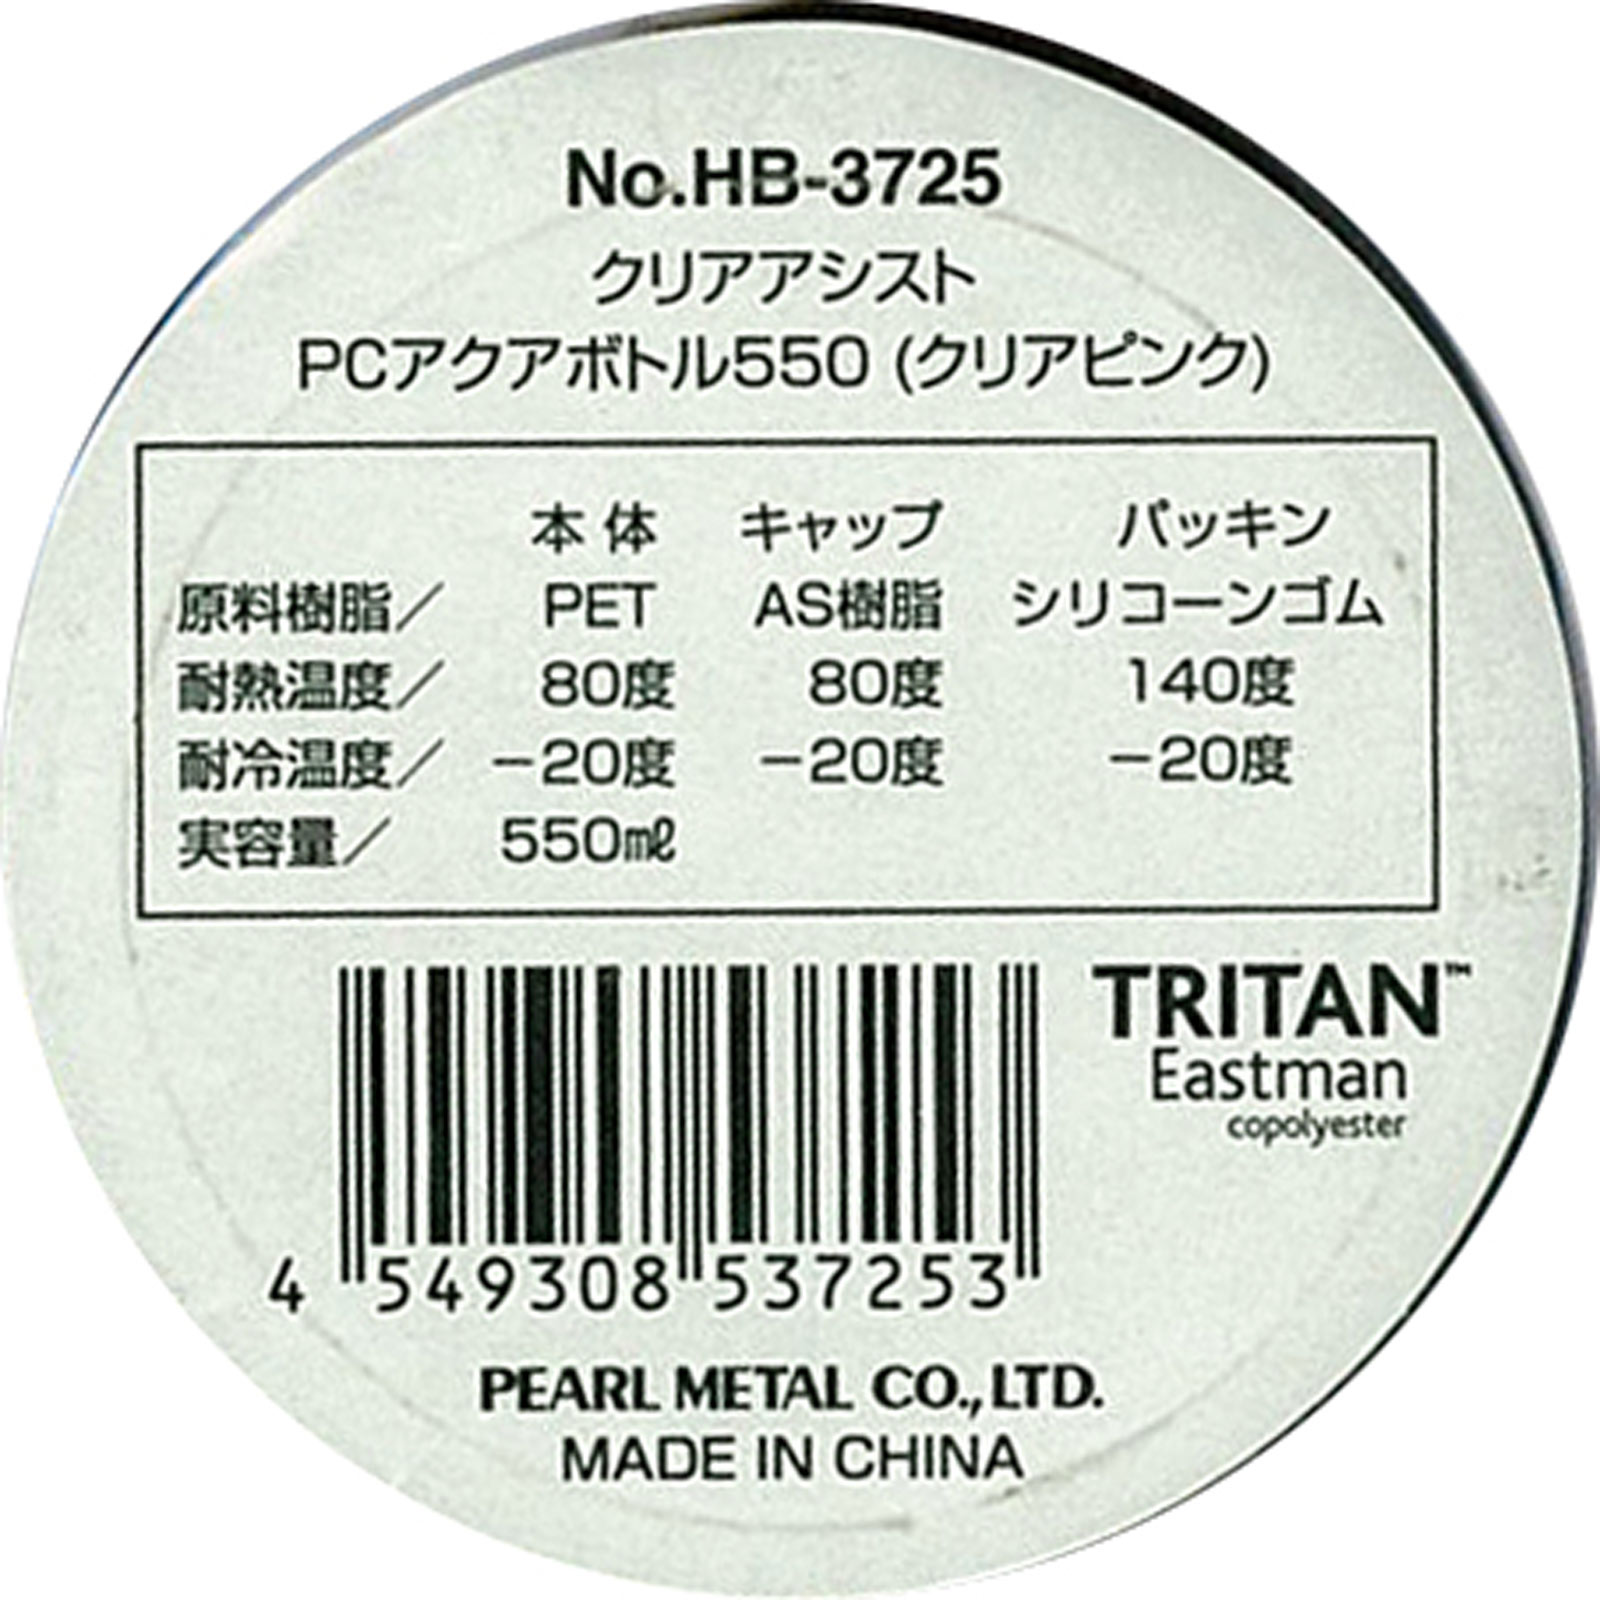 No.HB-3725
クリアアシスト
PCアクアボトル550 (クリアピンク)
本体 キャップ パッキン
原料樹脂／ PET AS樹脂 シリコーンゴム
耐熱温度／ 80度 80度 140度
耐冷温度／ −20度 −20度 −20度
実容量／ 550㎖
TRITAN™
Eastman
copolyester
4 549308 537253
PEARL METAL CO., LTD.
MADE IN CHINA